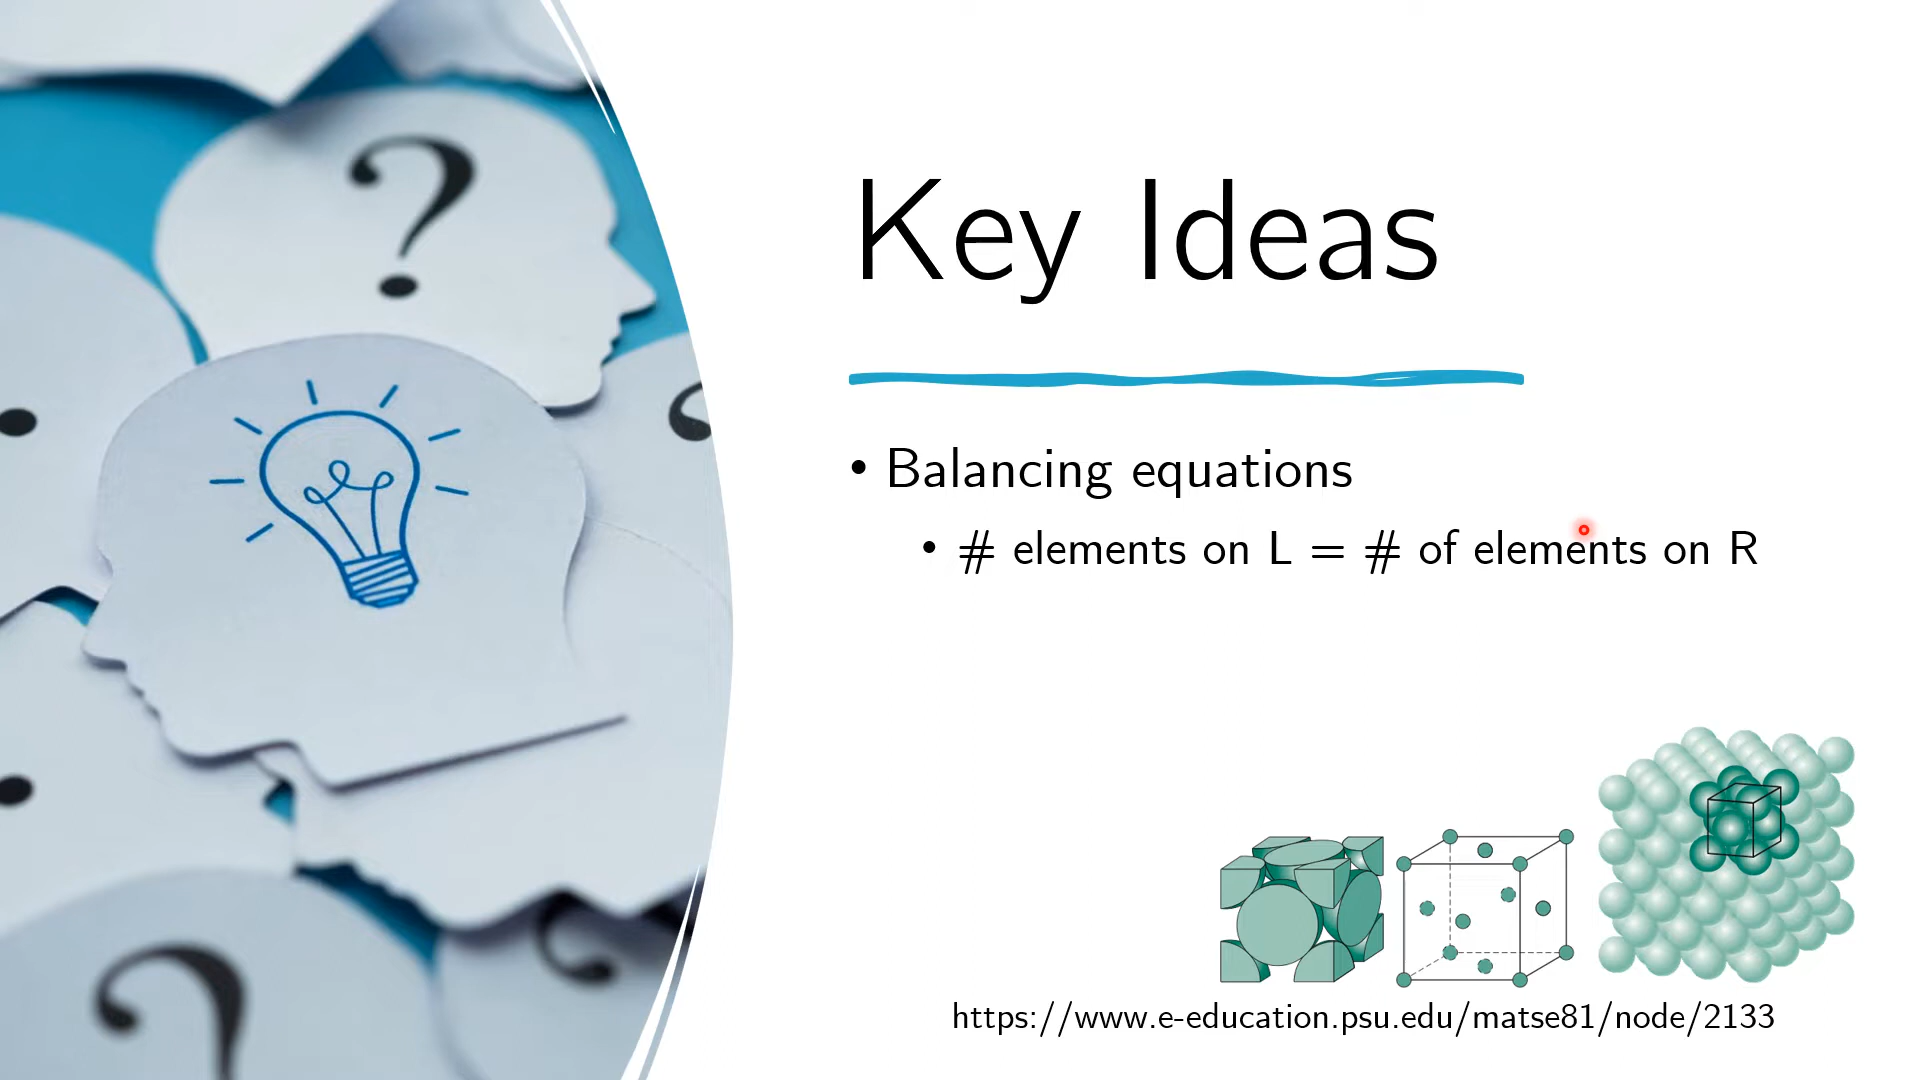 Key Ideas
• Balancing equations
• # elements on L = # of elements on R
https://www.e-education.psu.edu/matse81/node/2133
?
?